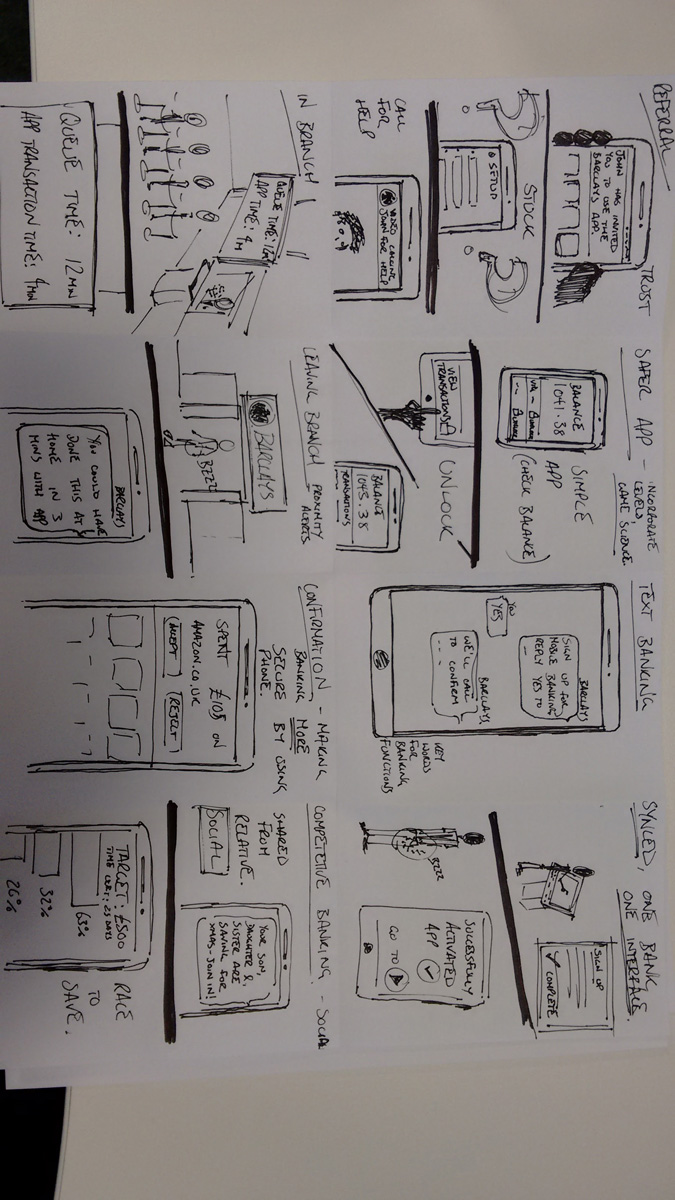 REFERRAL
JOHN HAS INVITED
YOU TO USE THE
BARCLAYS APP.
TRUST
STUCK
SETUP
CALL
FOR
HELP
VIDEO CALLING
JOHN FOR HELP
SAFER APP - INCORPORATE
LEVELS,
GAME SCIENCE.
BALANCE
1041.38
SIMPLE
APP
(CHECK BALANCE)
VIEW
TRANSACTIONS
UNLOCK
BALANCE
1043.38
TRANSACTIONS
TEXT BANKING
BARCLAYS
SIGN UP FOR
MOBILE BANKING
REPLY YES TO
YOU
YES
BARCLAYS
WE'LL CALL
TO CONFIRM
KEY
WORDS
FOR
BANKING
FUNCTIONS
SYNCED, ONE BANK
ONE INTERFACE.
SIGN UP
COMPLETE
BZZZ
SUCCESSFULLY
ACTIVATED
APP
GO TO
IN BRANCH
QUEUE TIME: 12M
APP TIME: 4M
QUEUE TIME: 12MN
APP TRANSACTION TIME: 4MN
LEAVING BRANCH PROXIMITY
ALERTS
BARCLAYS
BZZZ
BARCLAYS
YOU COULD HAVE
DONE THIS AT
HOME IN 3
MINS WITH APP
CONFIRMATION - MAKING
BANKING MORE
SECURE BY USING
PHONE.
SPENT £105 ON
AMAZON.CO.UK
ACCEPT REJECT
COMPETITIVE BANKING. - SOCIAL
SHARED
FROM
RELATIVE.
SOCIAL
YOUR SON,
DAUGHTER &
SISTER ARE
SAVING FOR
XMAS - JOIN IN!
TARGET: £500
TIME LEFT: 23 DAYS
63%
32%
26%
RACE
TO
SAVE.